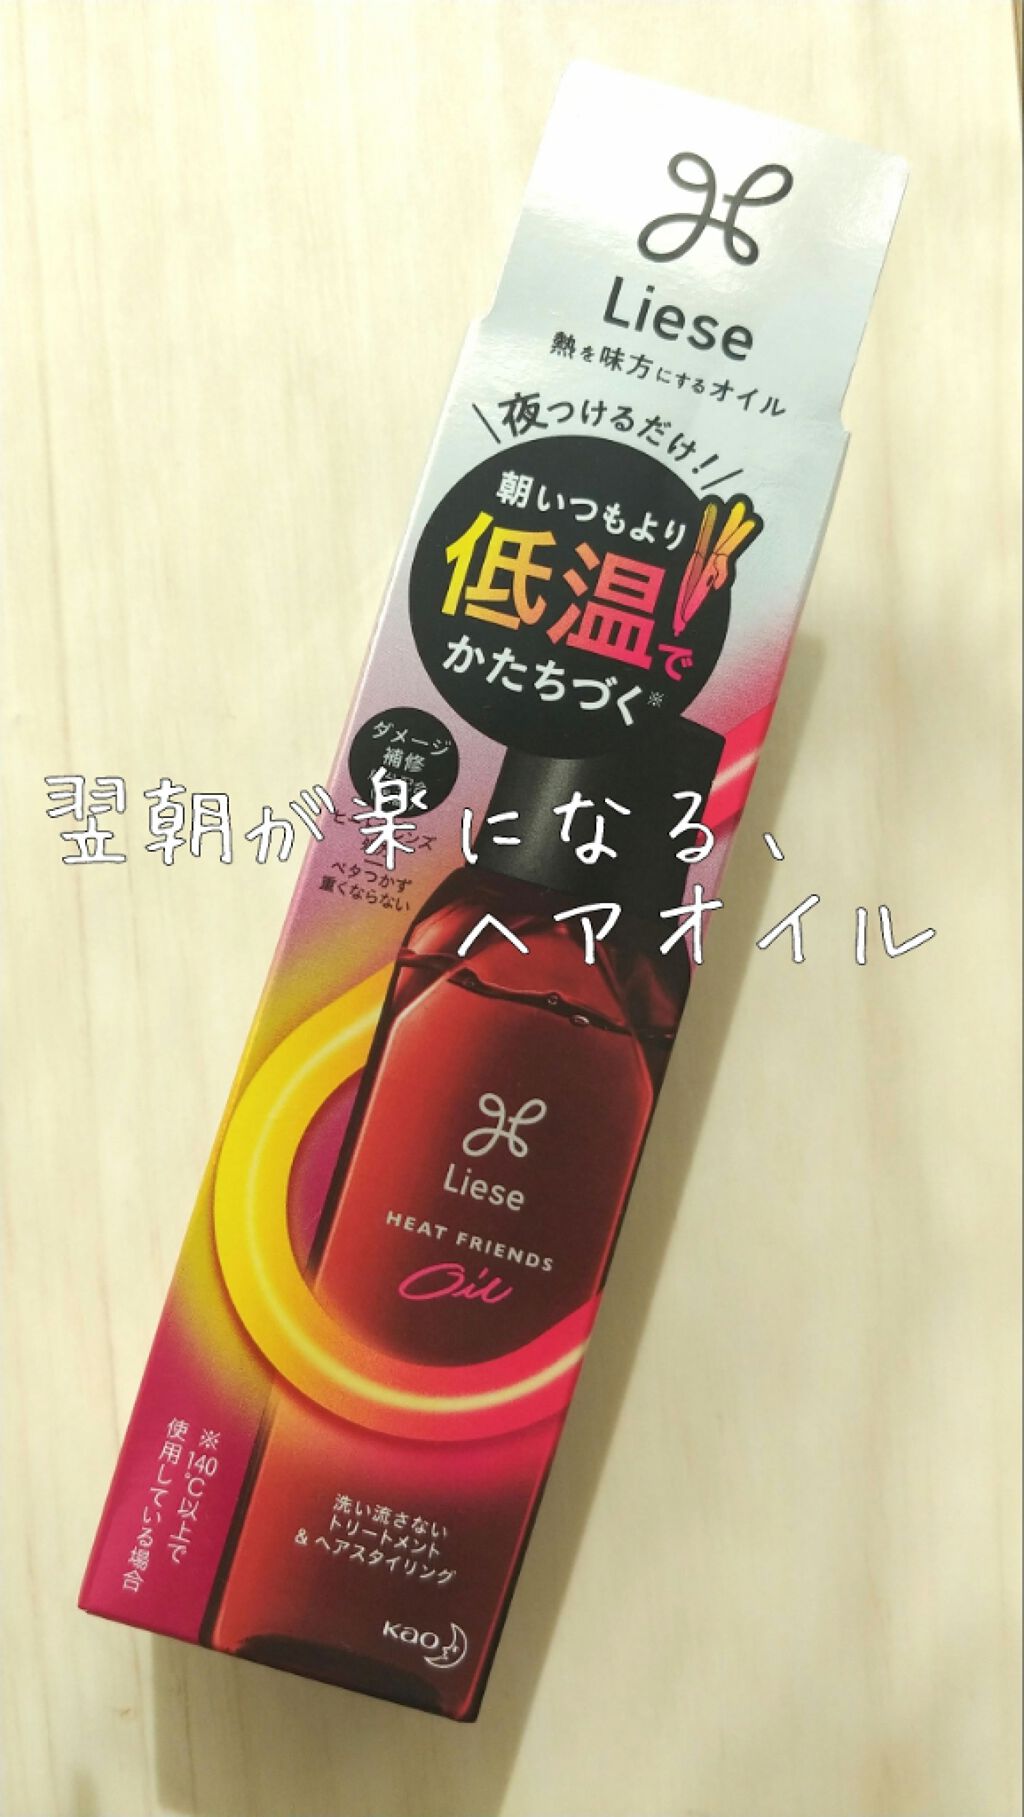 Liese
熱を味方にするオイル
夜つけるだけ!
朝いつもより
低温で
かたちづく※
ダメージ
補修
翌朝が楽になる、
ヘアオイル
ベタつかず
重くならない
Liese
HEAT FRIENDS
Oil
※140℃以上で
使用している場合
洗い流さない
トリートメント
&ヘアスタイリング
Kao